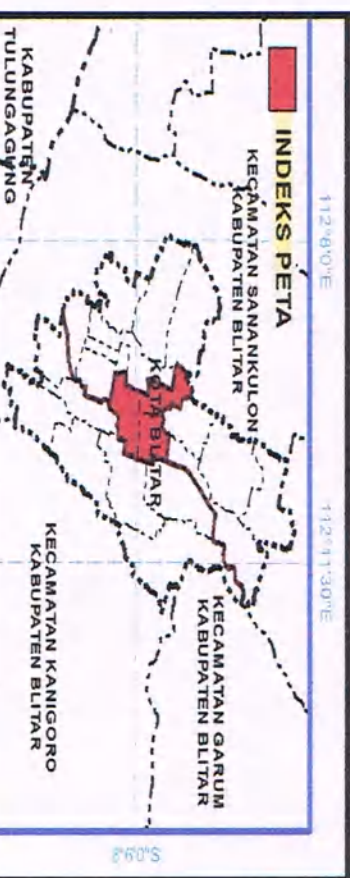 INDEKS PETA
112°8'0"E
112°11'30"E
KECAMATAN SANANKULON
KABUPATEN BLITAR
KECAMATAN GARUM
KABUPATEN BLITAR
KOTA BLITAR
KABUPATEN
TULUNGAGUNG
KECAMATAN KANIGORO
KABUPATEN BLITAR